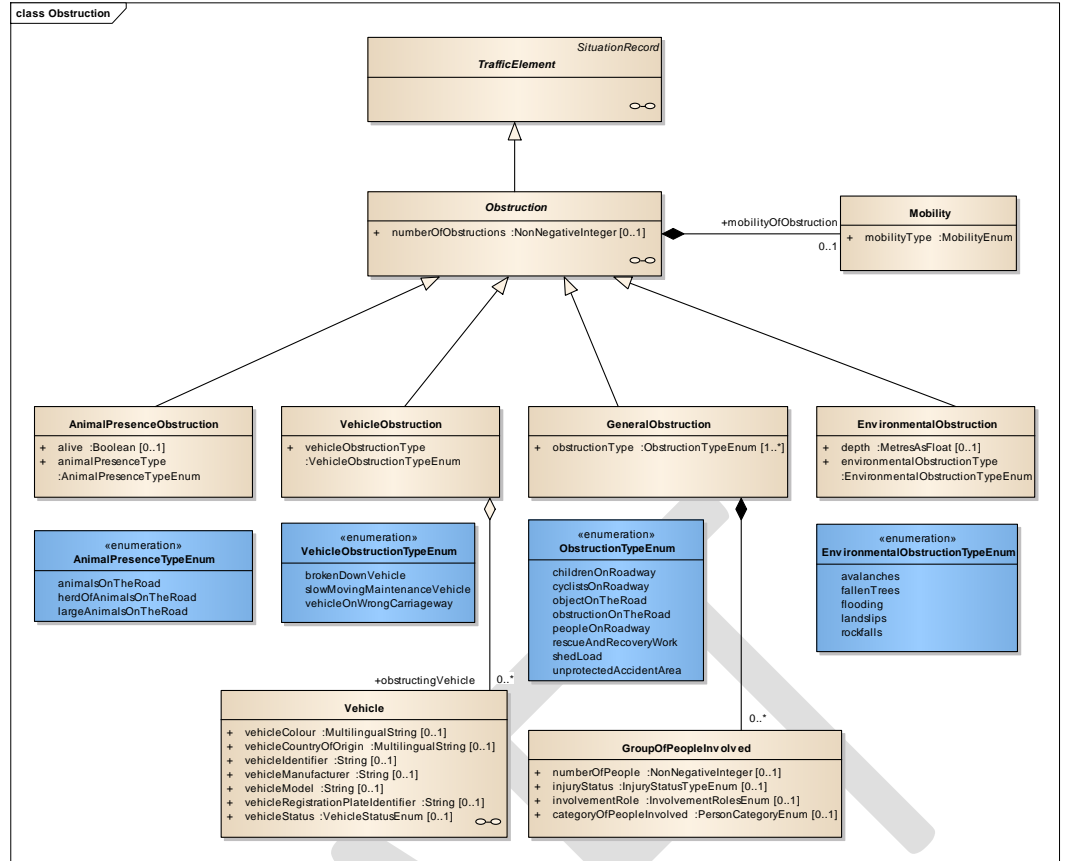 class Obstruction
SituationRecord
TrafficElement
Obstruction
+ numberOfObstructions :NonNegativeInteger [0..1]
+mobilityOfObstruction
0..1
Mobility
+ mobilityType :MobilityEnum
AnimalPresenceObstruction
+ alive :Boolean [0..1]
+ animalPresenceType
:AnimalPresenceTypeEnum
VehicleObstruction
+ vehicleObstructionType
:VehicleObstructionTypeEnum
GeneralObstruction
+ obstructionType :ObstructionTypeEnum [1..*]
EnvironmentalObstruction
+ depth :MetresAsFloat [0..1]
+ environmentalObstructionType
:EnvironmentalObstructionTypeEnum
«enumeration»
AnimalPresenceTypeEnum
animalsOnTheRoad
herdOfAnimalsOnTheRoad
largeAnimalsOnTheRoad
«enumeration»
VehicleObstructionTypeEnum
brokenDownVehicle
slowMovingMaintenanceVehicle
vehicleOnWrongCarriageway
«enumeration»
ObstructionTypeEnum
childrenOnRoadway
cyclistsOnRoadway
objectOnTheRoad
obstructionOnTheRoad
peopleOnRoadway
rescueAndRecoveryWork
shedLoad
unprotectedAccidentArea
«enumeration»
EnvironmentalObstructionTypeEnum
avalanches
fallenTrees
flooding
landslips
rockfalls
+obstructingVehicle
0..*
Vehicle
+ vehicleColour :MultilingualString [0..1]
+ vehicleCountryOfOrigin :MultilingualString [0..1]
+ vehicleIdentifier :String [0..1]
+ vehicleManufacturer :String [0..1]
+ vehicleModel :String [0..1]
+ vehicleRegistrationPlateIdentifier :String [0..1]
+ vehicleStatus :VehicleStatusEnum [0..1]
0..*
GroupOfPeopleInvolved
+ numberOfPeople :NonNegativeInteger [0..1]
+ injuryStatus :InjuryStatusTypeEnum [0..1]
+ involvementRole :InvolvementRolesEnum [0..1]
+ categoryOfPeopleInvolved :PersonCategoryEnum [0..1]